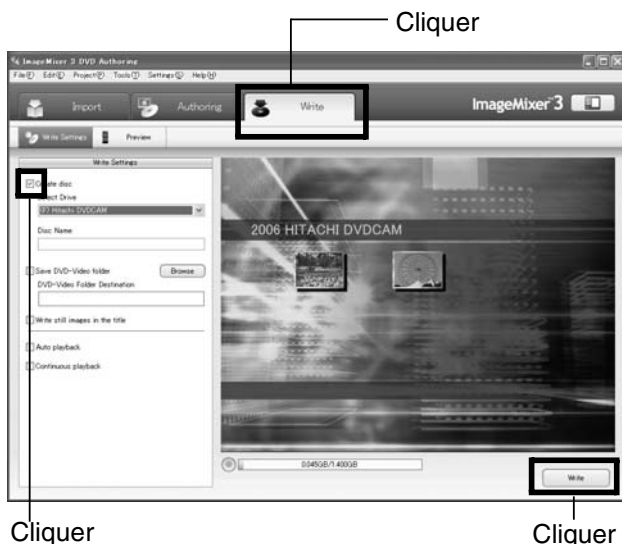 Cliquer
ImageMixer 3 DVD Authoring
File(F) Edit(E) Project(P) Tools(T) Settings(S) Help(H)
Import Authoring Write ImageMixer 3
Write Settings Preview
Write Settings
Create disc
Select Drive
(F) Hitachi DVDCAM
Disc Name
2006 HITACHI DVDCAM
Save DVD-Video folder Browse
DVD-Video Folder Destination
Write still images in the title
Auto playback
Continuous playback
0.045GB/1.400GB
Write
Cliquer
Cliquer